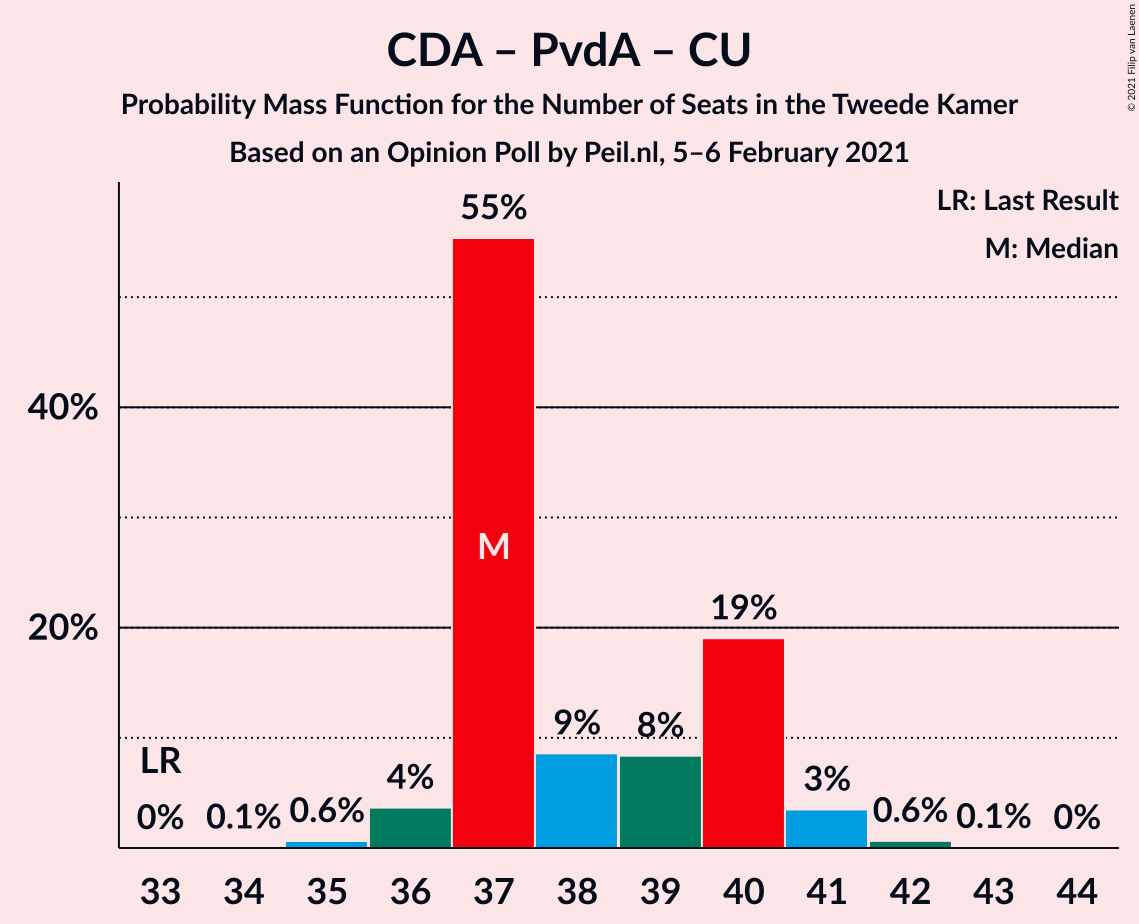 CDA – PvdA – CU
Probability Mass Function for the Number of Seats in the Tweede Kamer
Based on an Opinion Poll by Peil.nl, 5–6 February 2021
© 2021 Filip van Laenen
LR: Last Result
M: Median
55%
40%
M
20%
19%
9%
8%
LR
4%
3%
0%
0.1%
0.6%
0.6%
0.1%
0%
33 34 35 36 37 38 39 40 41 42 43 44